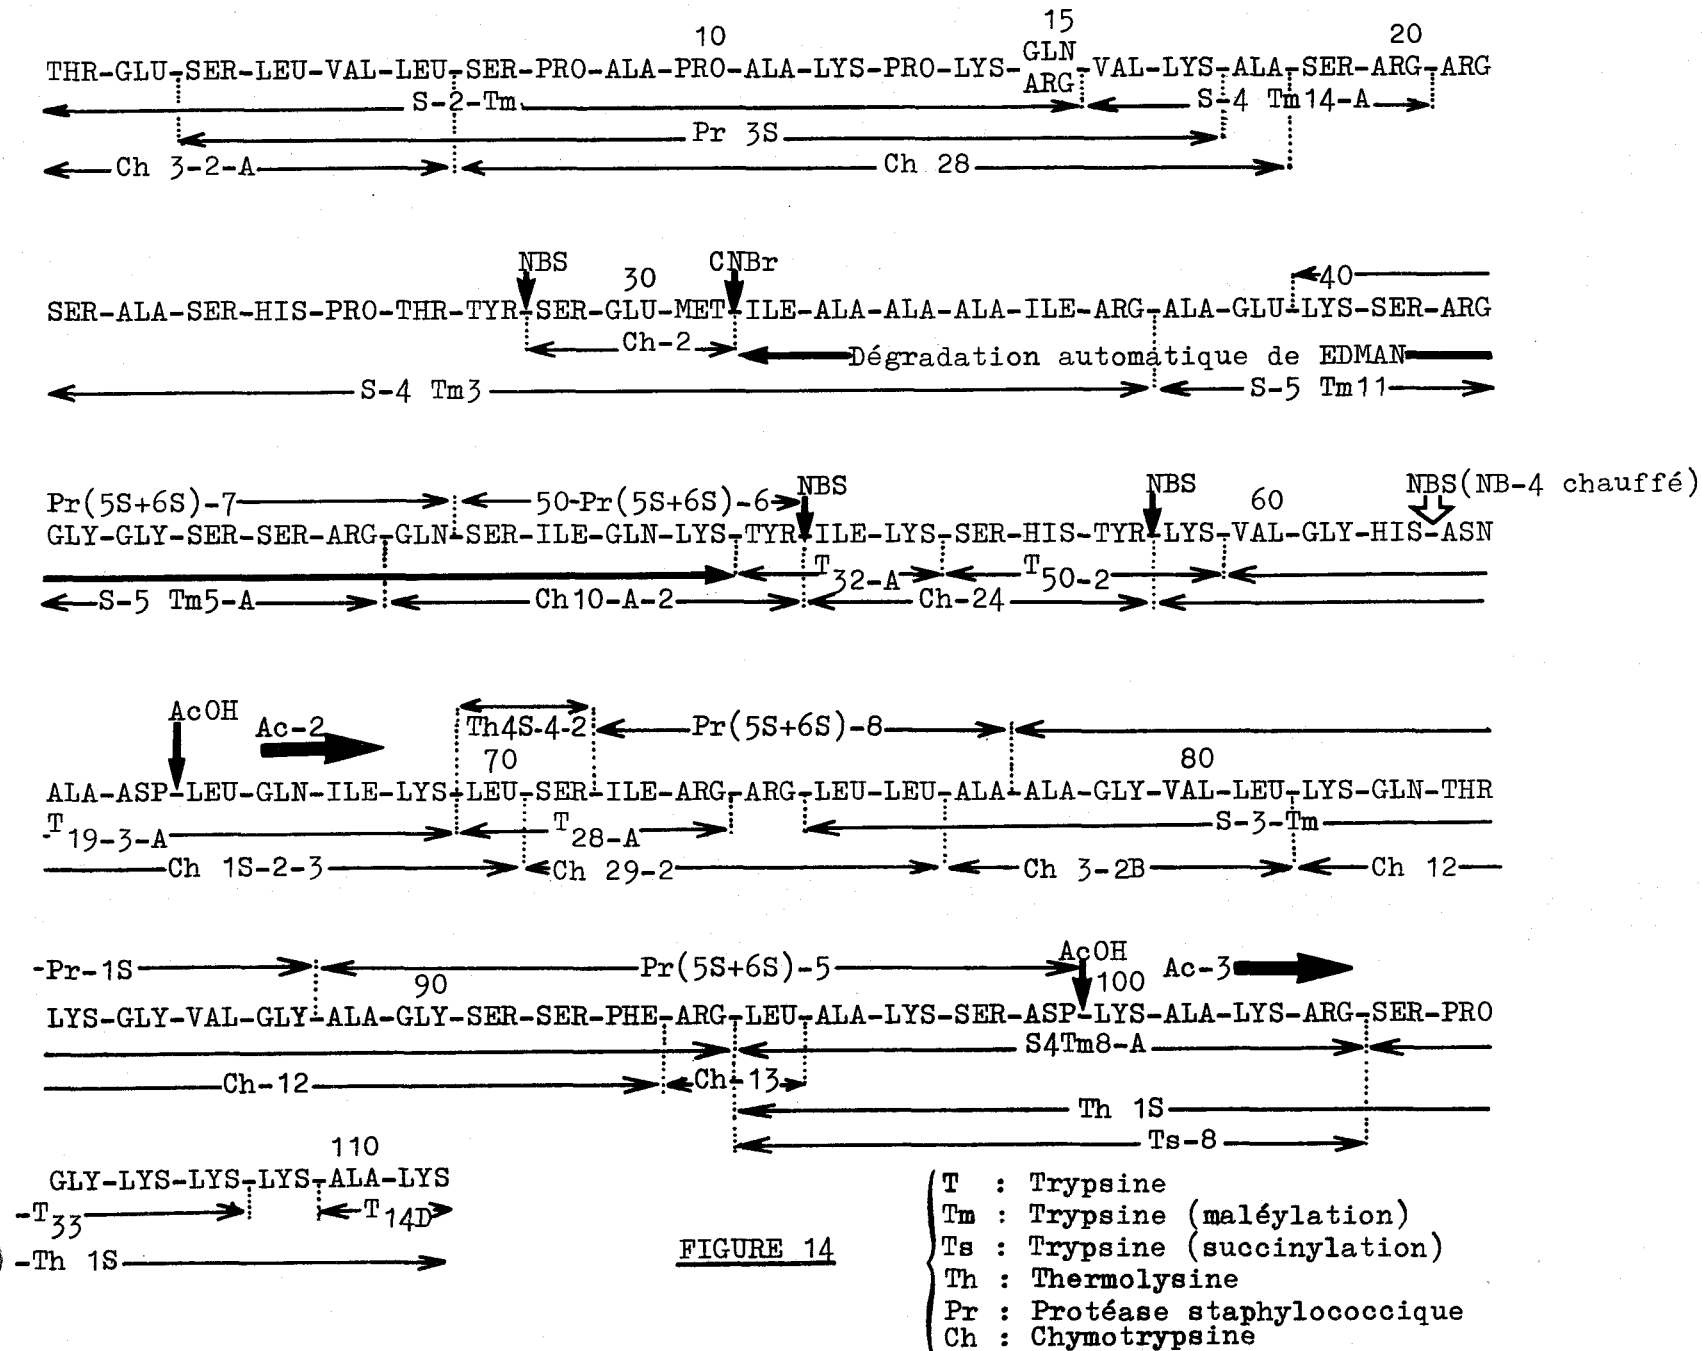 10 15 20
THR-GLU-SER-LEU-VAL-LEU-SER-PRO-ALA-PRO-ALA-LYS-PRO-LYS-GLN-VAL-LYS-ALA-SER-ARG-ARG
ARG
S-2-Tm S-4 Tm14-A
Pr 3S
Ch 3-2-A Ch 28
NBS CNBr
30 40
SER-ALA-SER-HIS-PRO-THR-TYR-SER-GLU-MET-ILE-ALA-ALA-ALA-ILE-ARG-ALA-GLU-LYS-SER-ARG
Ch-2 Dégradation automatique de EDMAN
S-4 Tm3 S-5 Tm11
NBS NBS NBS(NB-4 chauffé)
Pr(5S+6S)-7 50-Pr(5S+6S)-6 60
GLY-GLY-SER-SER-ARG-GLN-SER-ILE-GLN-LYS-TYR-ILE-LYS-SER-HIS-TYR-LYS-VAL-GLY-HIS-ASN
T32-A T50-2
S-5 Tm5-A Ch10-A-2 Ch-24
AcOH Ac-2 Th4S-4-2 Pr(5S+6S)-8
70 80
ALA-ASP-LEU-GLN-ILE-LYS-LEU-SER-ILE-ARG-ARG-LEU-LEU-ALA-ALA-GLY-VAL-LEU-LYS-GLN-THR
-T19-3-A T28-A S-3-Tm
Ch 1S-2-3 Ch 29-2 Ch 3-2B Ch 12
-Pr-1S Pr(5S+6S)-5 AcOH Ac-3
90 100
LYS-GLY-VAL-GLY-ALA-GLY-SER-SER-PHE-ARG-LEU-ALA-LYS-SER-ASP-LYS-ALA-LYS-ARG-SER-PRO
S4Tm8-A
Ch-12 Ch-13
Th 1S
Ts-8
110
GLY-LYS-LYS-LYS-ALA-LYS
-T33 T14D
-Th 1S
FIGURE 14
T : Trypsine
Tm : Trypsine (maléylation)
Ts : Trypsine (succinylation)
Th : Thermolysine
Pr : Protéase staphylococcique
Ch : Chymotrypsine